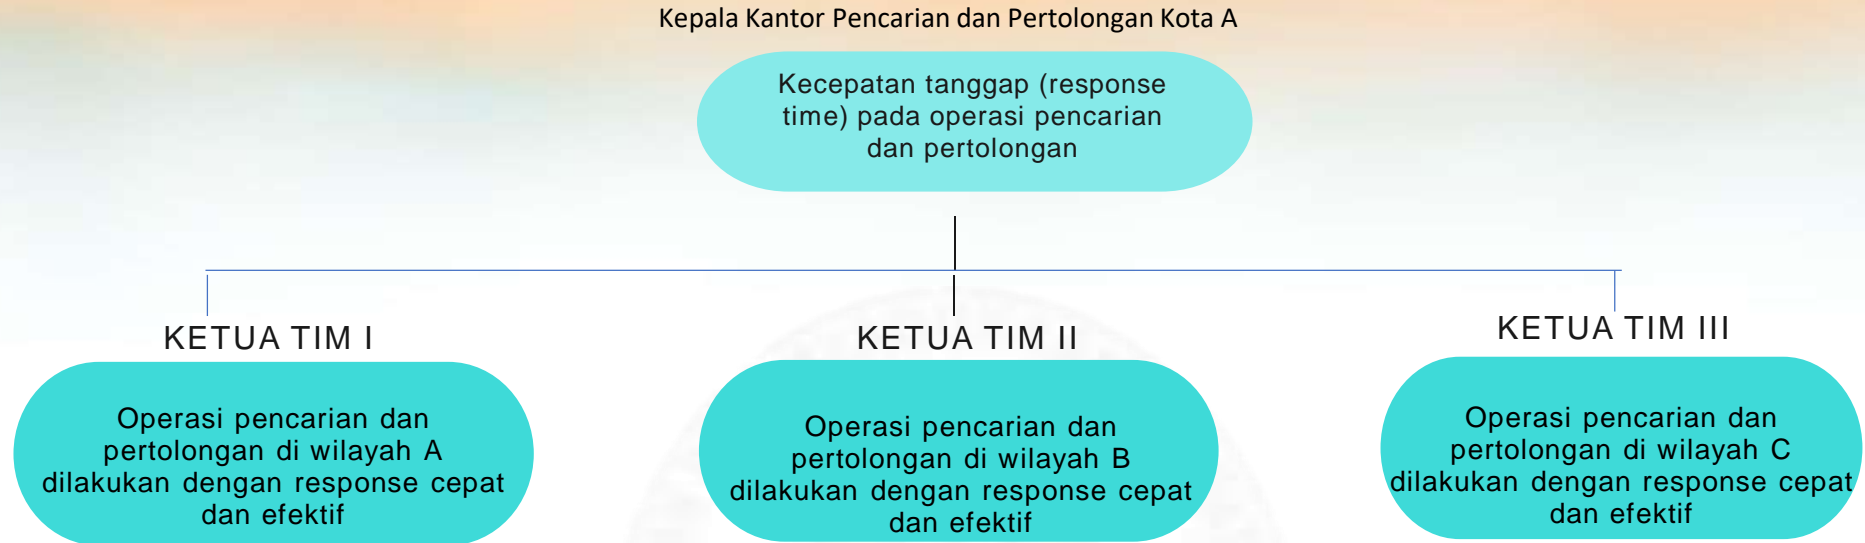 Kepala Kantor Pencarian dan Pertolongan Kota A
Kecepatan tanggap (response
time) pada operasi pencarian
dan pertolongan
KETUA TIM I
Operasi pencarian dan
pertolongan di wilayah A
dilakukan dengan response cepat
dan efektif
KETUA TIM II
Operasi pencarian dan
pertolongan di wilayah B
dilakukan dengan response cepat
dan efektif
KETUA TIM III
Operasi pencarian dan
pertolongan di wilayah C
dilakukan dengan response cepat
dan efektif